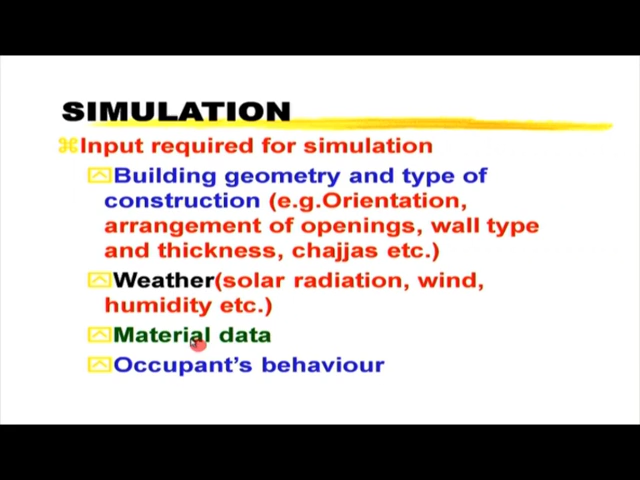 SIMULATION
Input required for simulation
Building geometry and type of
construction (e.g.Orientation,
arrangement of openings, wall type
and thickness, chajjas etc.)
Weather(solar radiation, wind,
humidity etc.)
Material data
Occupant's behaviour